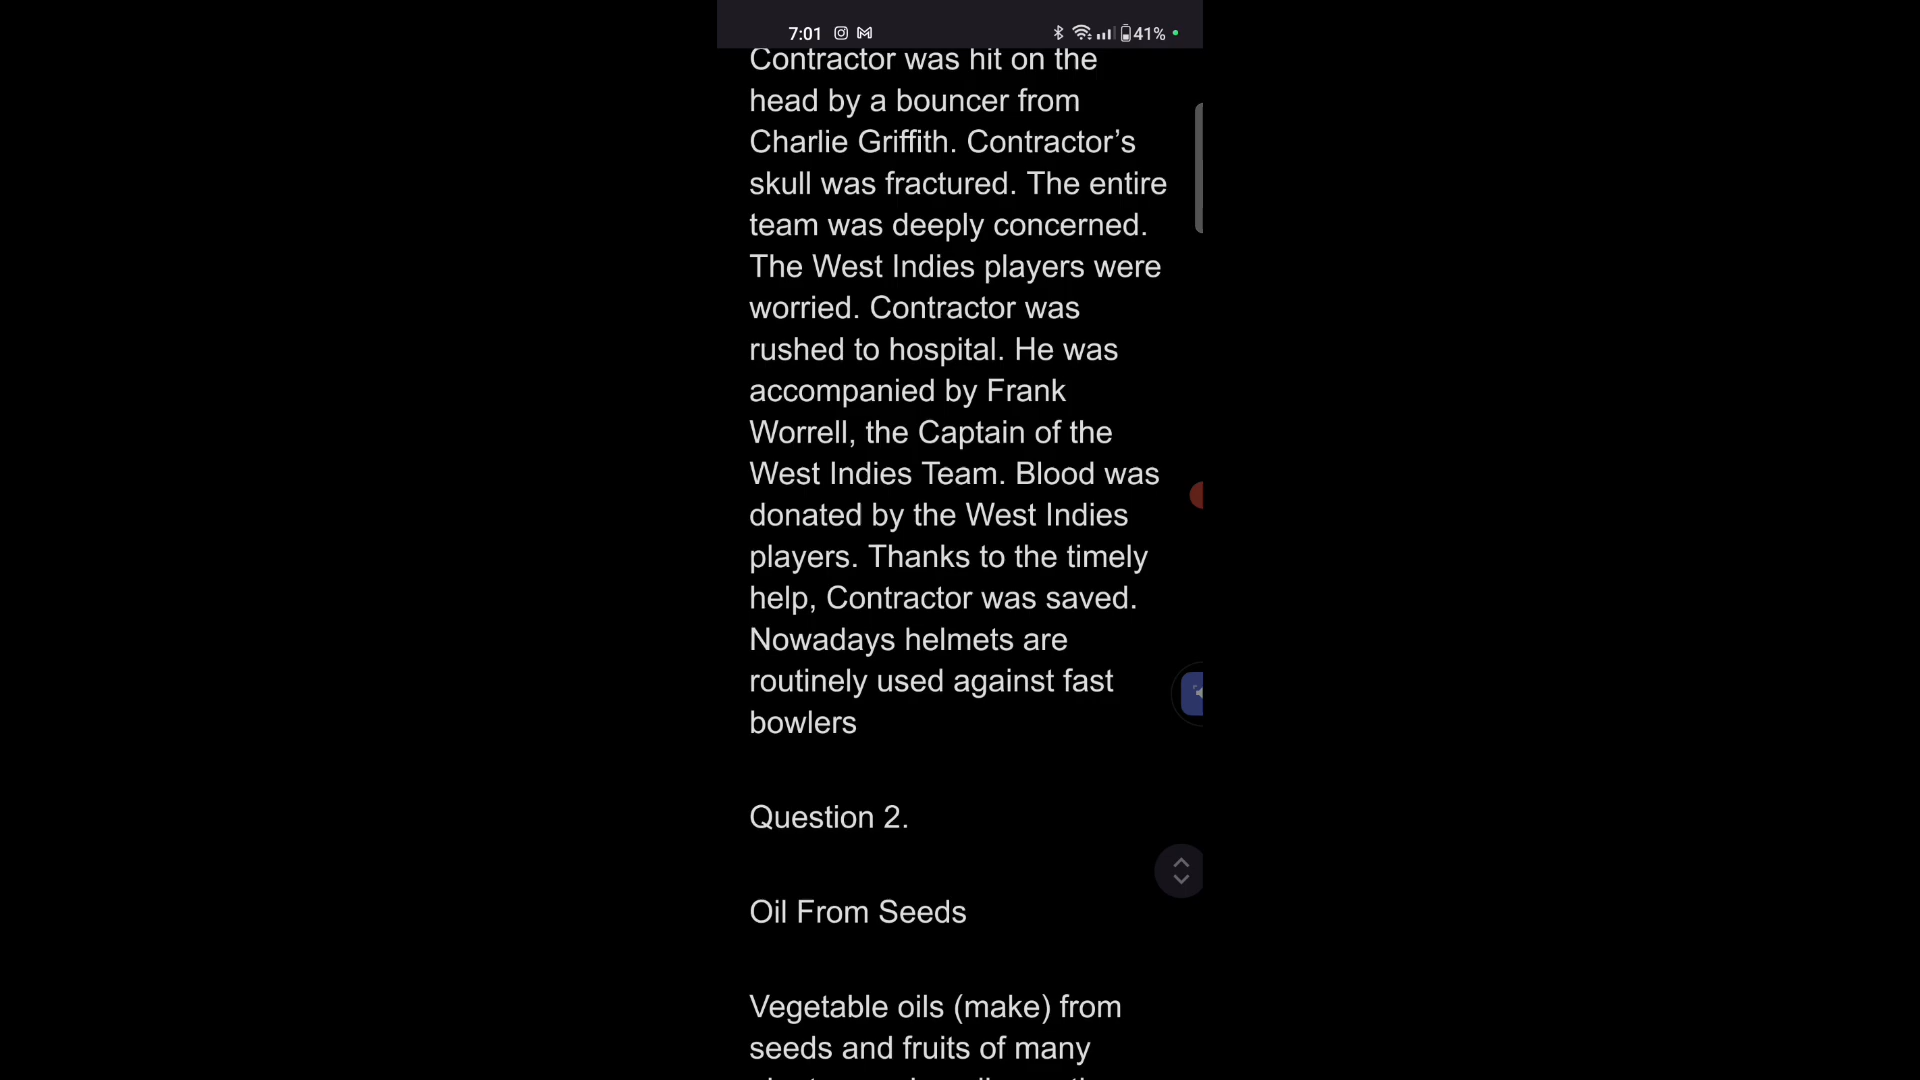 7:01 41%
Contractor was hit on the
head by a bouncer from
Charlie Griffith. Contractor’s
skull was fractured. The entire
team was deeply concerned.
The West Indies players were
worried. Contractor was
rushed to hospital. He was
accompanied by Frank
Worrell, the Captain of the
West Indies Team. Blood was
donated by the West Indies
players. Thanks to the timely
help, Contractor was saved.
Nowadays helmets are
routinely used against fast
bowlers
Question 2.
Oil From Seeds
Vegetable oils (make) from
seeds and fruits of many